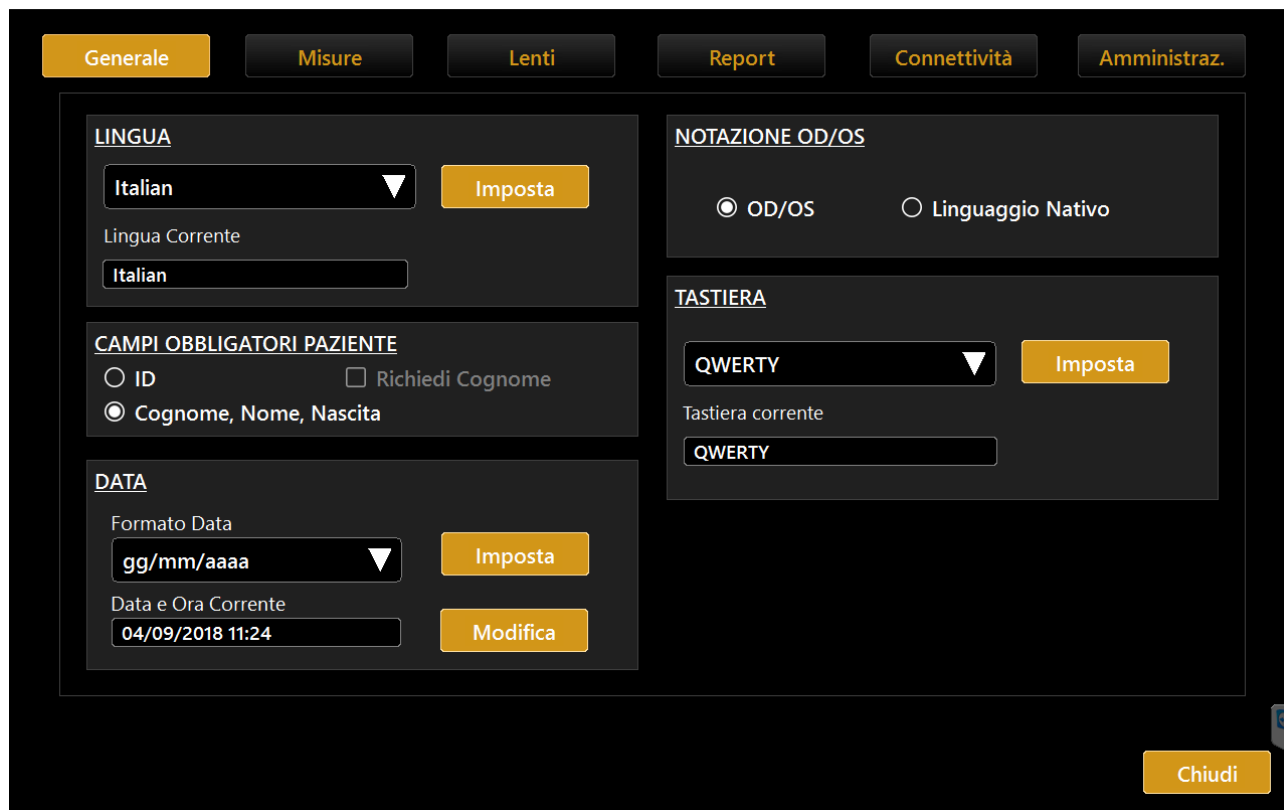 Generale Misure Lenti Report Connettività Amministraz.
LINGUA
Italian Imposta
Lingua Corrente
Italian
CAMPI OBBLIGATORI PAZIENTE
ID Richiedi Cognome
Cognome, Nome, Nascita
DATA
Formato Data
gg/mm/aaaa Imposta
Data e Ora Corrente
04/09/2018 11:24 Modifica
NOTAZIONE OD/OS
OD/OS Linguaggio Nativo
TASTIERA
QWERTY Imposta
Tastiera corrente
QWERTY
Chiudi